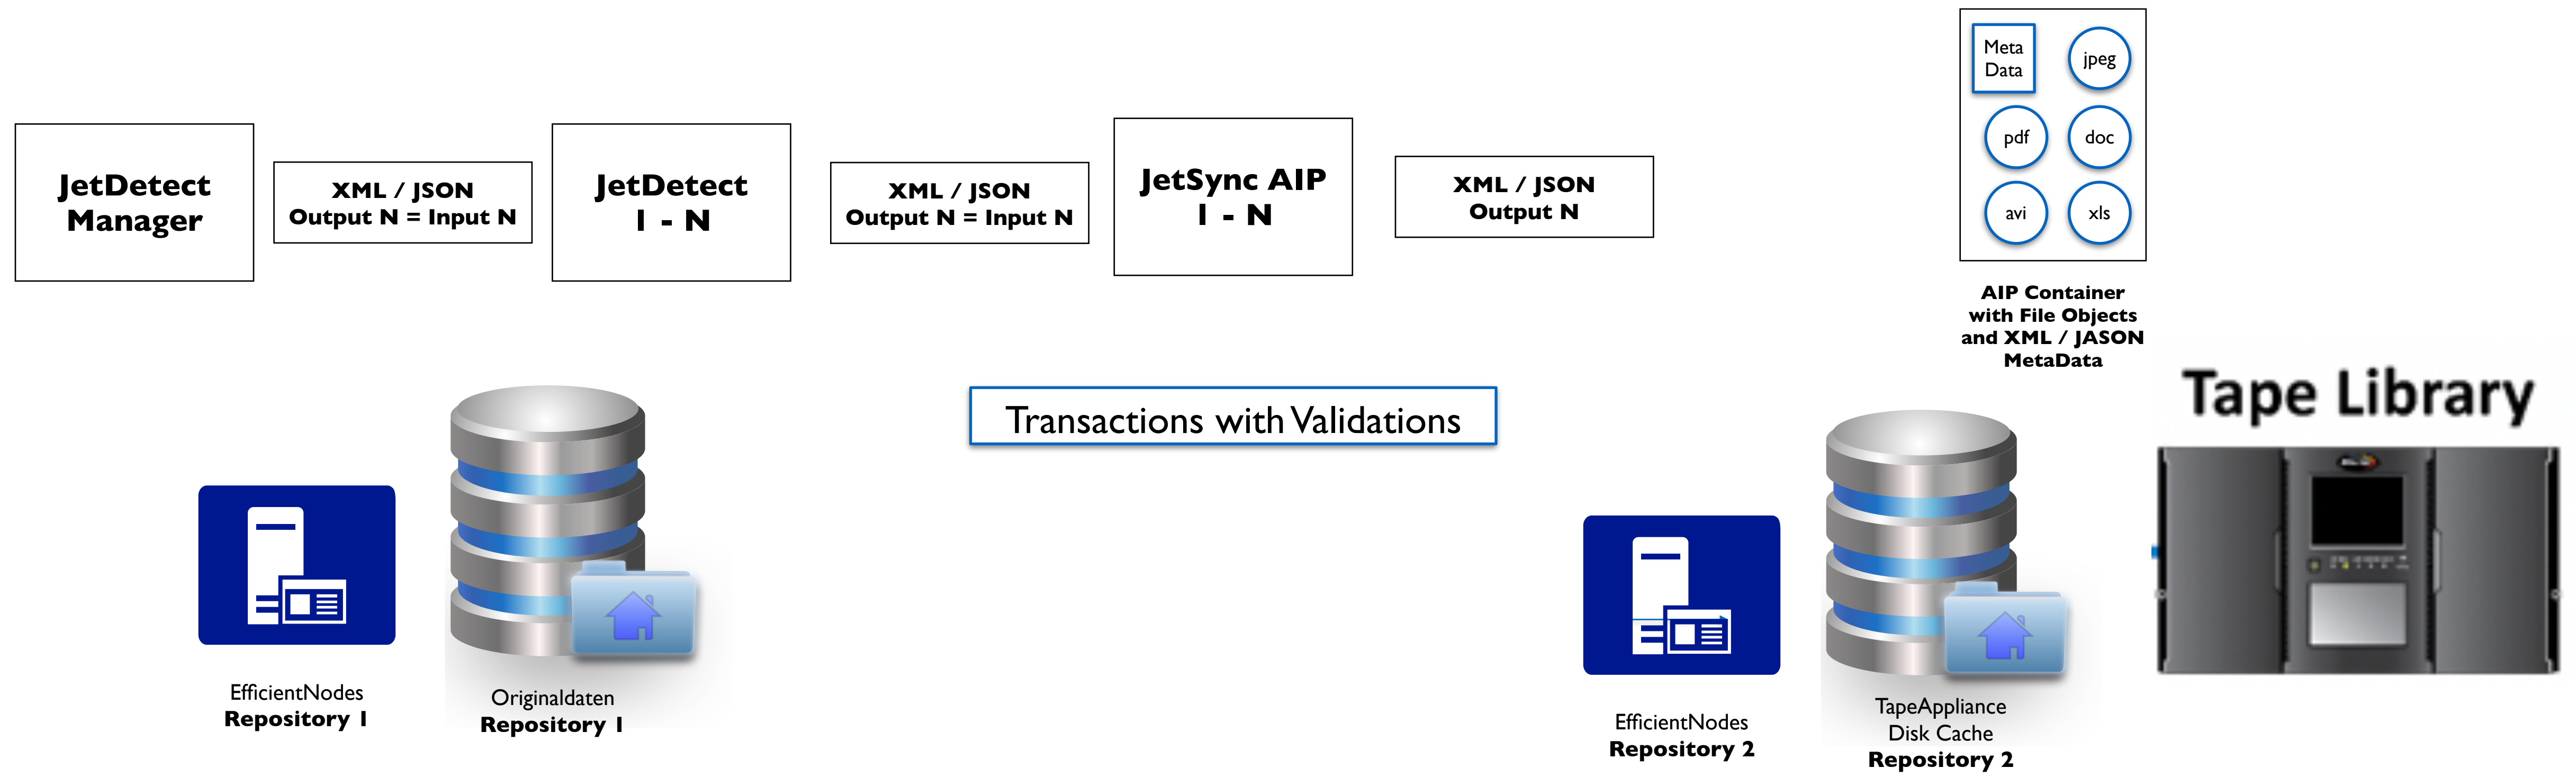 JetDetect
Manager
XML / JSON
Output N = Input N
JetDetect
1 - N
XML / JSON
Output N = Input N
JetSync AIP
1 - N
XML / JSON
Output N
Meta
Data
jpeg
pdf
doc
avi
xls
AIP Container
with File Objects
and XML / JASON
MetaData
Transactions with Validations
Tape Library
EfficientNodes
Repository 1
Originaldaten
Repository 1
EfficientNodes
Repository 2
TapeAppliance
Disk Cache
Repository 2